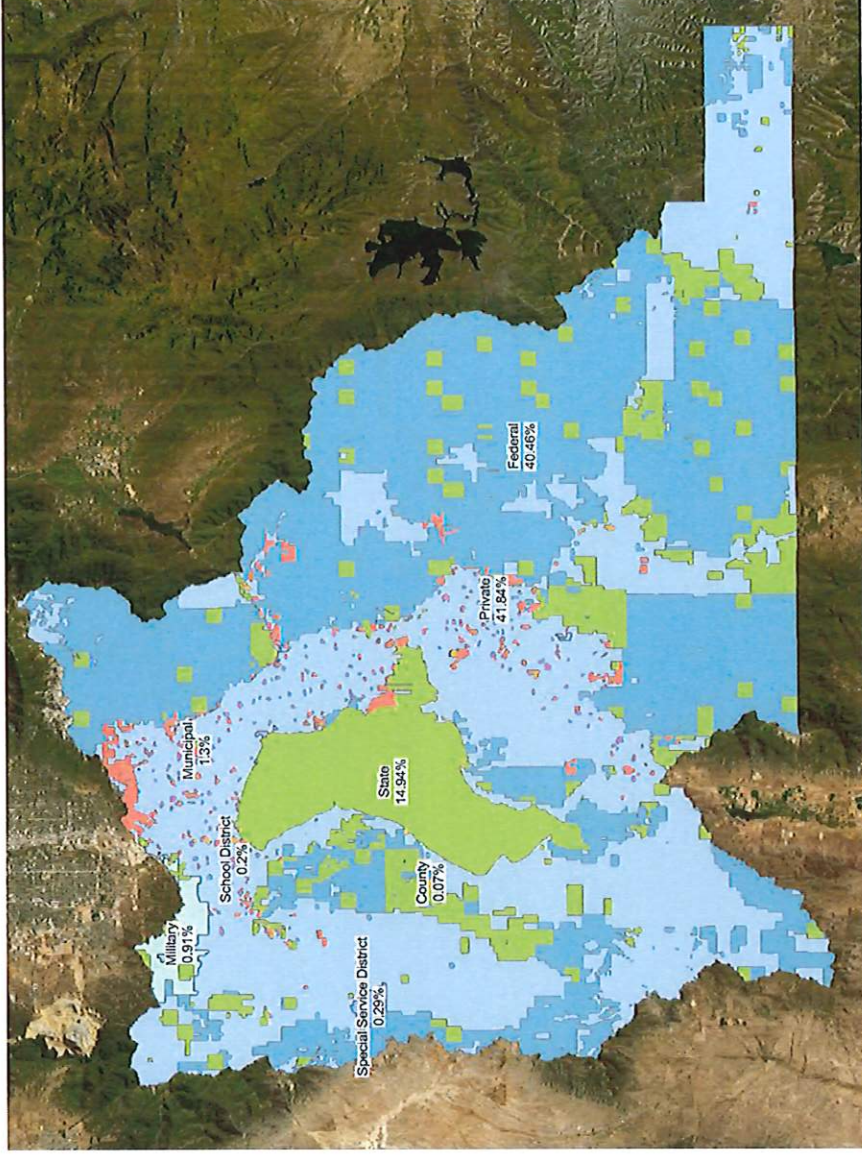 Military
0.91%
Municipal
1.3%
School District
0.2%
Special Service District
0.29%
County
0.07%
State
14.94%
Private
41.84%
Federal
40.46%